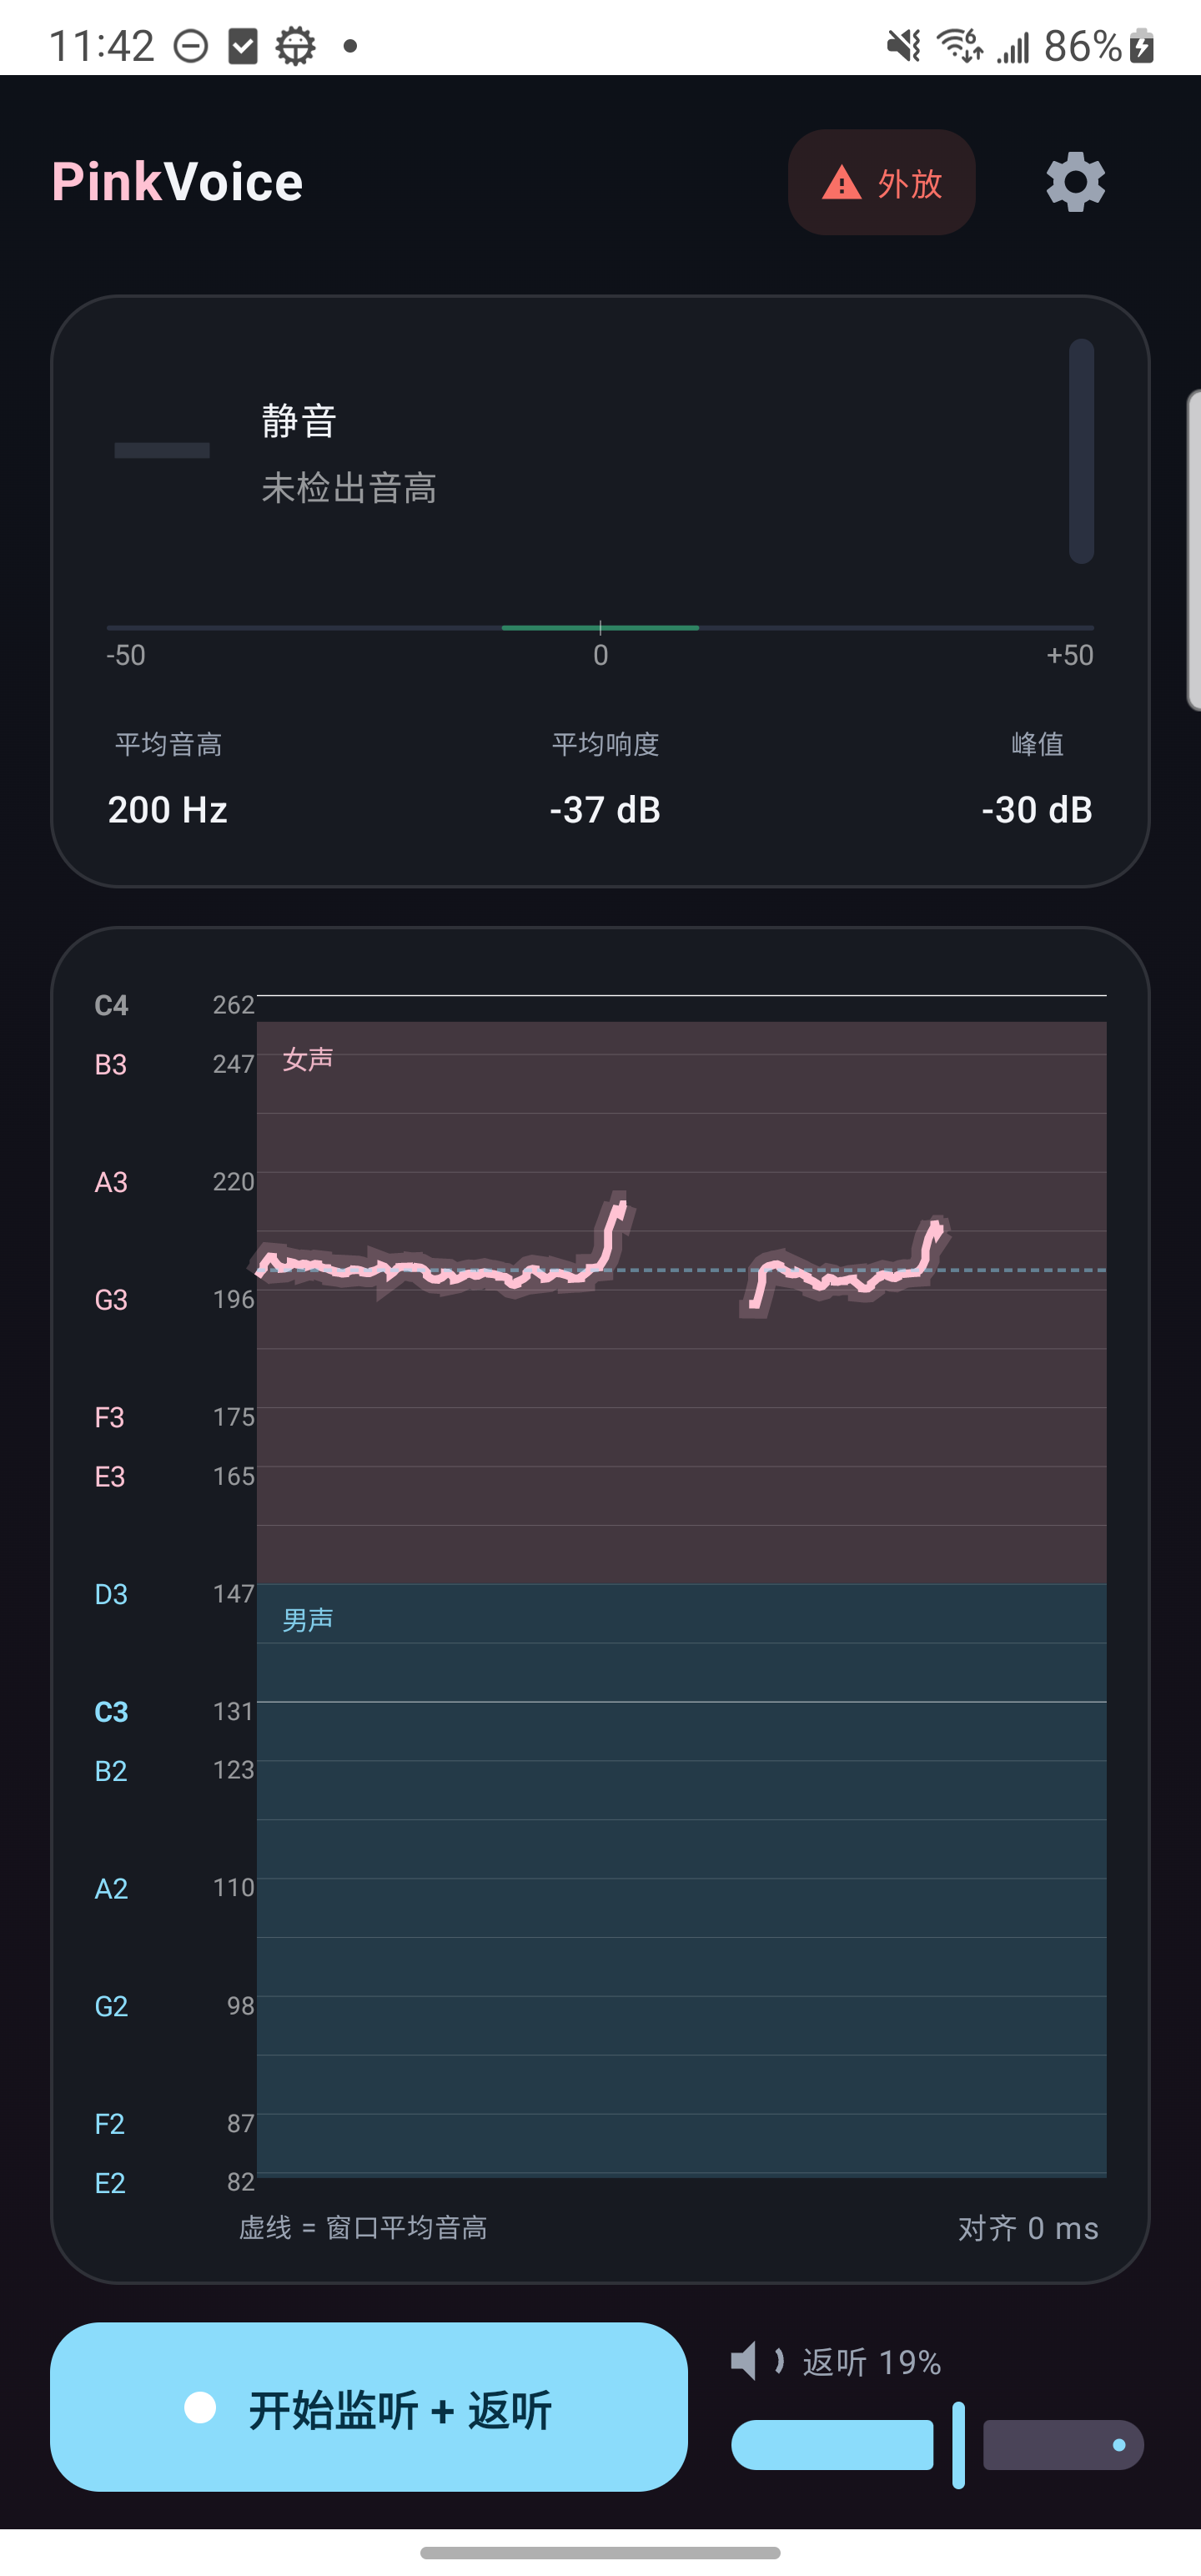 11:42
6
86%
PinkVoice
外放
静音
未检出音高
-50 0 +50
平均音高 平均响度 峰值
200 Hz -37 dB -30 dB
C4 262
B3 247
女声
A3 220
G3 196
F3 175
E3 165
D3 147
男声
C3 131
B2 123
A2 110
G2 98
F2 87
E2 82
虚线 = 窗口平均音高 对齐 0 ms
开始监听 + 返听
返听 19%